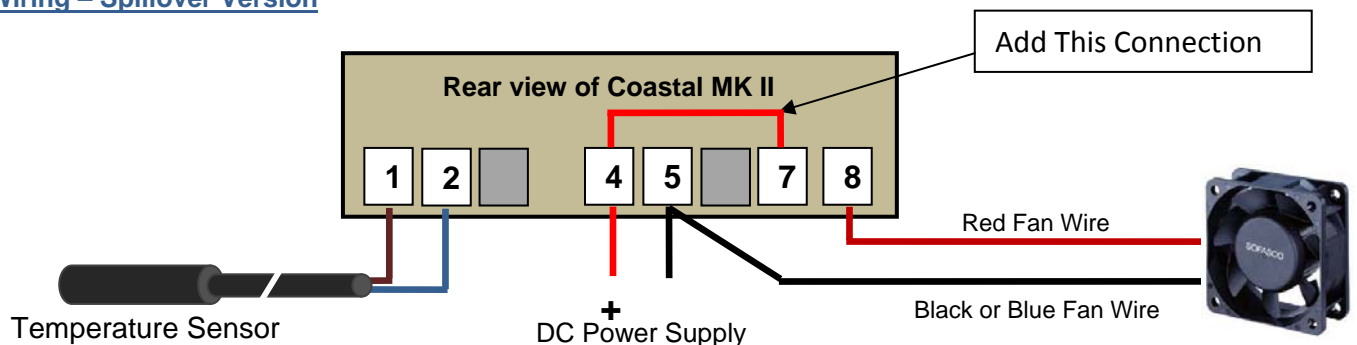 Wiring – Spillover Version
Add This Connection
Rear view of Coastal MK II
1 2 4 5 7 8
Red Fan Wire
SOFASCO
Black or Blue Fan Wire
+
Temperature Sensor
DC Power Supply